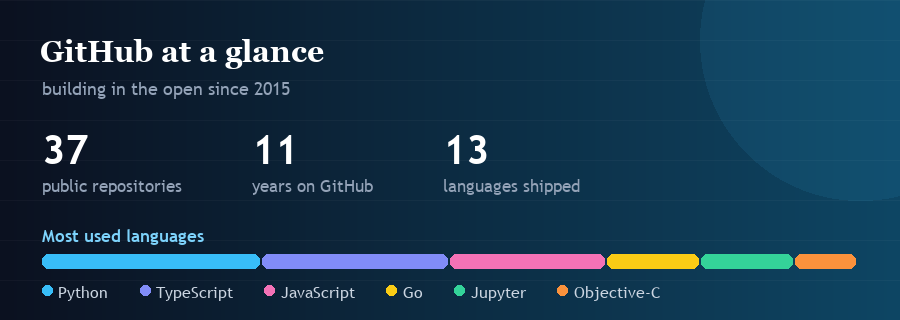 GitHub at a glance
building in the open since 2015
37 11 13
public repositories years on GitHub languages shipped
Most used languages
Python TypeScript JavaScript Go Jupyter Objective-C